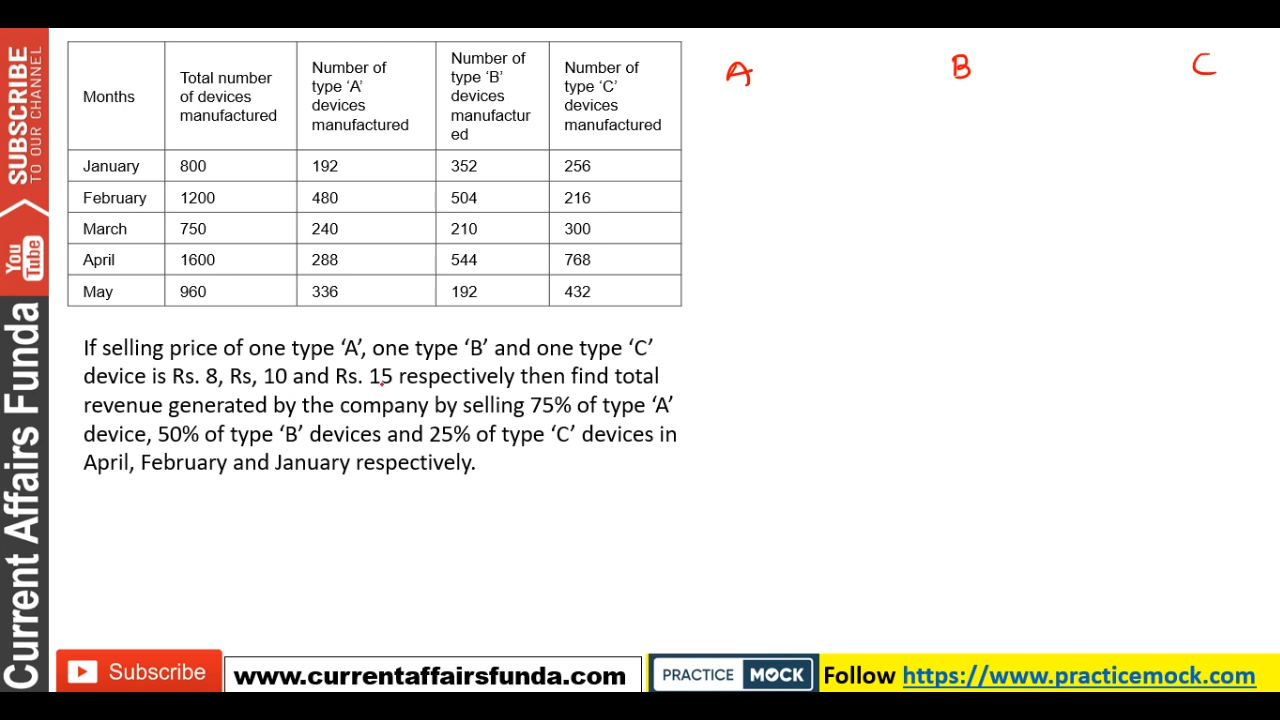 SUBSCRIBE
TO OUR CHANNEL
You Tube
Current Affairs Funda
Months
Total number
of devices
manufactured
Number of
type ‘A’
devices
manufactured
Number of
type ‘B’
devices
manufactur
ed
Number of
type ‘C’
devices
manufactured
January 800 192 352 256
February 1200 480 504 216
March 750 240 210 300
April 1600 288 544 768
May 960 336 192 432
A B C
If selling price of one type ‘A’, one type ‘B’ and one type ‘C’
device is Rs. 8, Rs, 10 and Rs. 15 respectively then find total
revenue generated by the company by selling 75% of type ‘A’
device, 50% of type ‘B’ devices and 25% of type ‘C’ devices in
April, February and January respectively.
Subscribe
www.currentaffairsfunda.com
PRACTICE MOCK
Follow https://www.practicemock.com